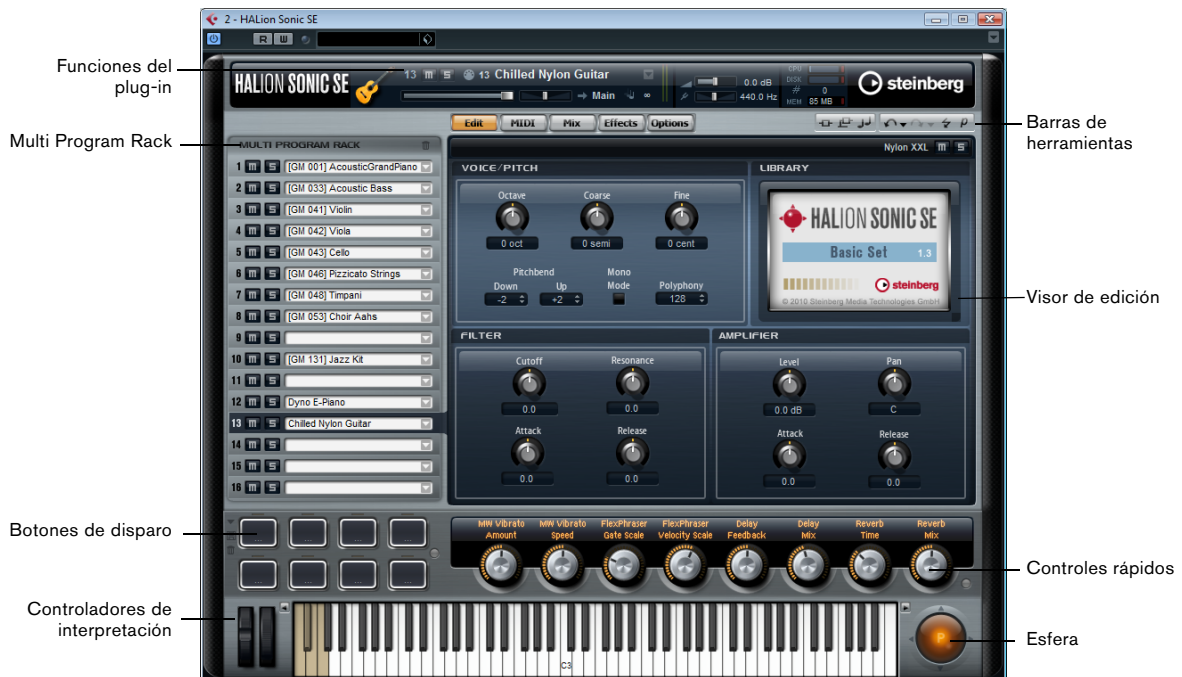 2 - HALion Sonic SE
R W
Funciones del
plug-in
HALION SONIC SE
13 m S 13 Chilled Nylon Guitar
Main
0.0 dB
440.0 Hz
CPU
DISK
# 0
MEM 85 MB
steinberg
Edit MIDI Mix Effects Options
Barras de
herramientas
Multi Program Rack
MULTI PROGRAM RACK
1 m S [GM 001] AcousticGrandPiano
2 m S [GM 033] Acoustic Bass
3 m S [GM 041] Violin
4 m S [GM 042] Viola
5 m S [GM 043] Cello
6 m S [GM 046] Pizzicato Strings
7 m S [GM 048] Timpani
8 m S [GM 053] Choir Aahs
9 m S
10 m S [GM 131] Jazz Kit
11 m S
12 m S Dyno E-Piano
13 m S Chilled Nylon Guitar
14 m S
15 m S
16 m S
Nylon XXL m S
VOICE/PITCH
Octave Coarse Fine
0 oct 0 semi 0 cent
Pitchbend Mono
Down Up Mode Polyphony
-2 +2 128
LIBRARY
HALION SONIC SE
Basic Set 1.3
steinberg
© 2010 Steinberg Media Technologies GmbH
Visor de edición
FILTER
Cutoff Resonance
0.0 0.0
Attack Release
0.0 0.0
AMPLIFIER
Level Pan
0.0 dB C
Attack Release
0.0 0.0
Botones de disparo
... ... ... ...
... ... ... ...
MW Vibrato MW Vibrato FlexPhraser FlexPhraser Delay Delay Reverb Reverb
Amount Speed Gate Scale Velocity Scale Feedback Mix Time Mix
Controles rápidos
Controladores de
interpretación
C3
P
Esfera